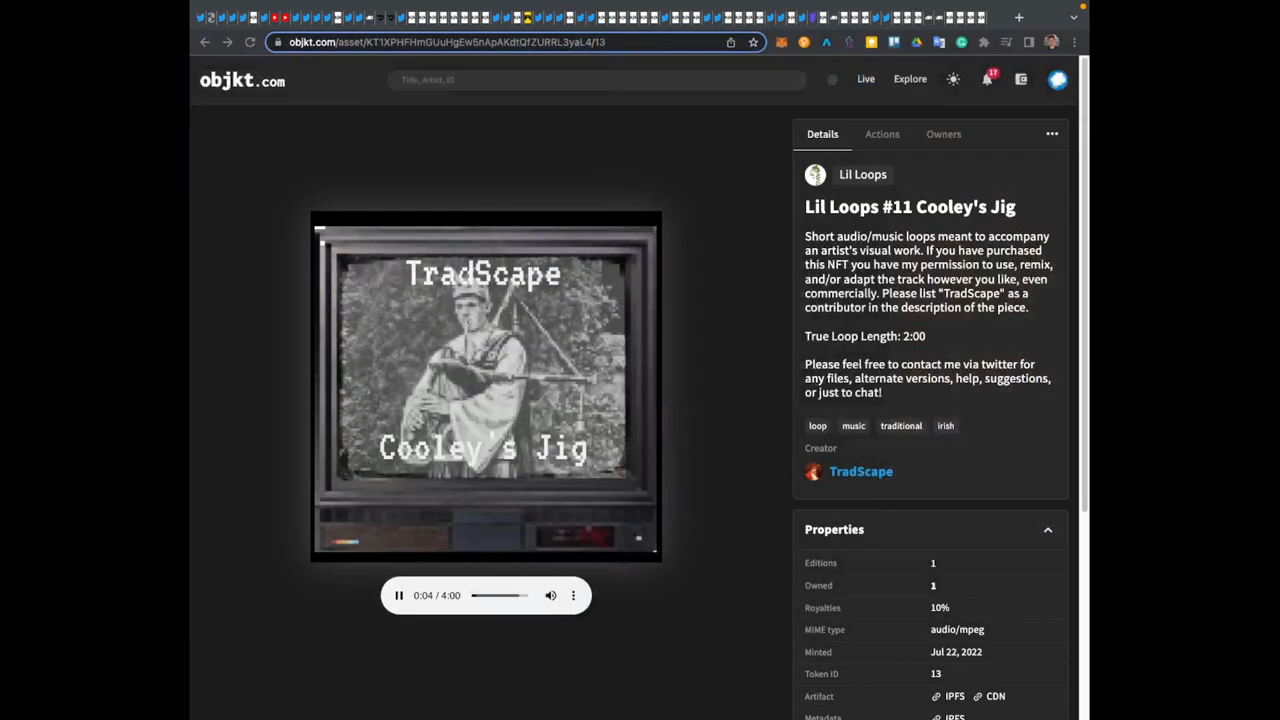 objkt.com/asset/KT1XPHFHmGUuHgEw5nApAKdtQfZURRL3yaL4/13
objkt.com
Title, Artist, ID
Live
Explore
17
Details
Actions
Owners
Lil Loops
Lil Loops #11 Cooley's Jig
Short audio/music loops meant to accompany
an artist's visual work. If you have purchased
this NFT you have my permission to use, remix,
and/or adapt the track however you like, even
commercially. Please list "TradScape" as a
contributor in the description of the piece.
True Loop Length: 2:00
Please feel free to contact me via twitter for
any files, alternate versions, help, suggestions,
or just to chat!
loop music traditional irish
Creator
TradScape
TradScape
Cooley's Jig
0:04 / 4:00
Properties
Editions 1
Owned 1
Royalties 10%
MIME type audio/mpeg
Minted Jul 22, 2022
Token ID 13
Artifact IPFS CDN
Metadata IPFS